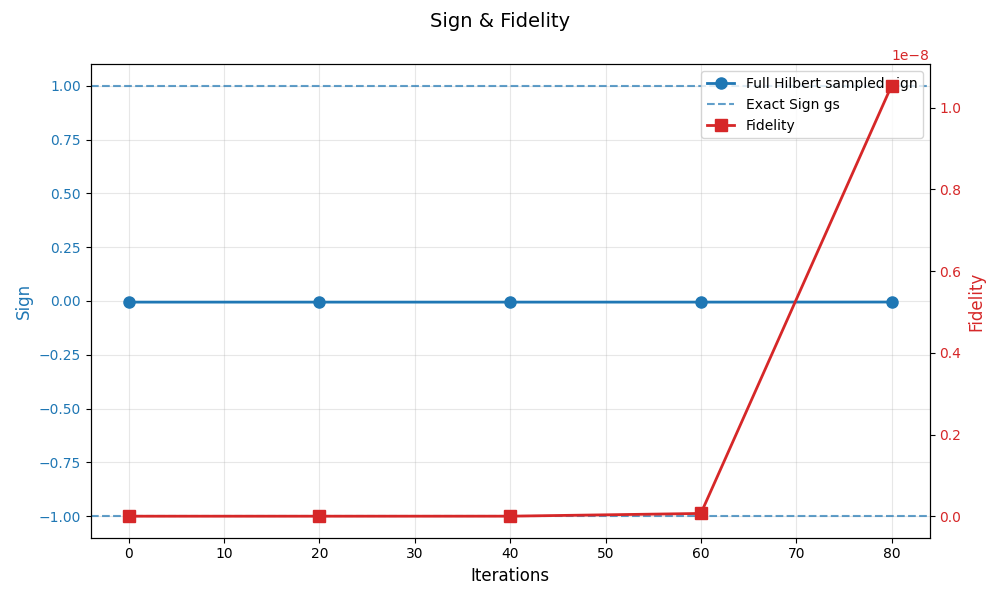 Sign & Fidelity
1e−8
1.00
0.75
0.50
0.25
0.00
−0.25
−0.50
−0.75
−1.00
Sign
Full Hilbert sampled sign
Exact Sign gs
Fidelity
1.0
0.8
0.6
0.4
0.2
0.0
Fidelity
0 10 20 30 40 50 60 70 80
Iterations